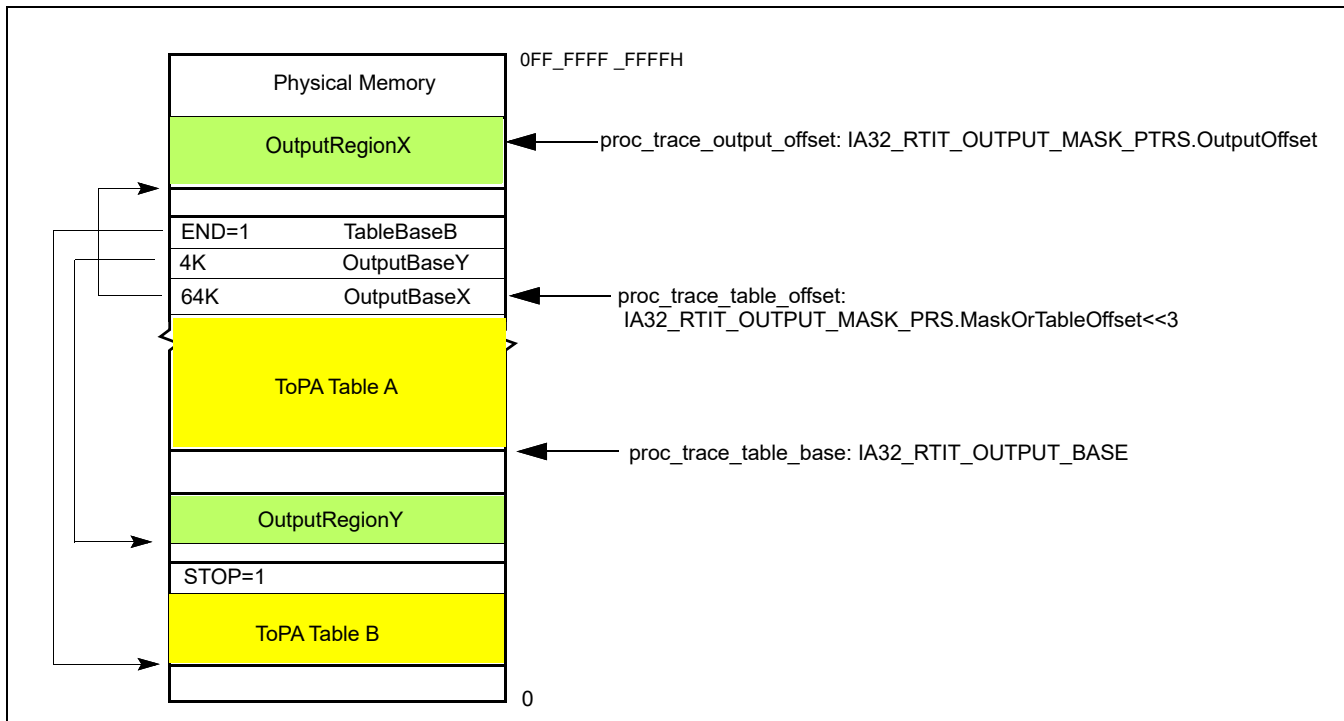 0FF_FFFF _FFFFH
Physical Memory
OutputRegionX
proc_trace_output_offset: IA32_RTIT_OUTPUT_MASK_PTRS.OutputOffset
END=1 TableBaseB
4K OutputBaseY
64K OutputBaseX
proc_trace_table_offset:
IA32_RTIT_OUTPUT_MASK_PRS.MaskOrTableOffset<<3
ToPA Table A
proc_trace_table_base: IA32_RTIT_OUTPUT_BASE
OutputRegionY
STOP=1
ToPA Table B
0